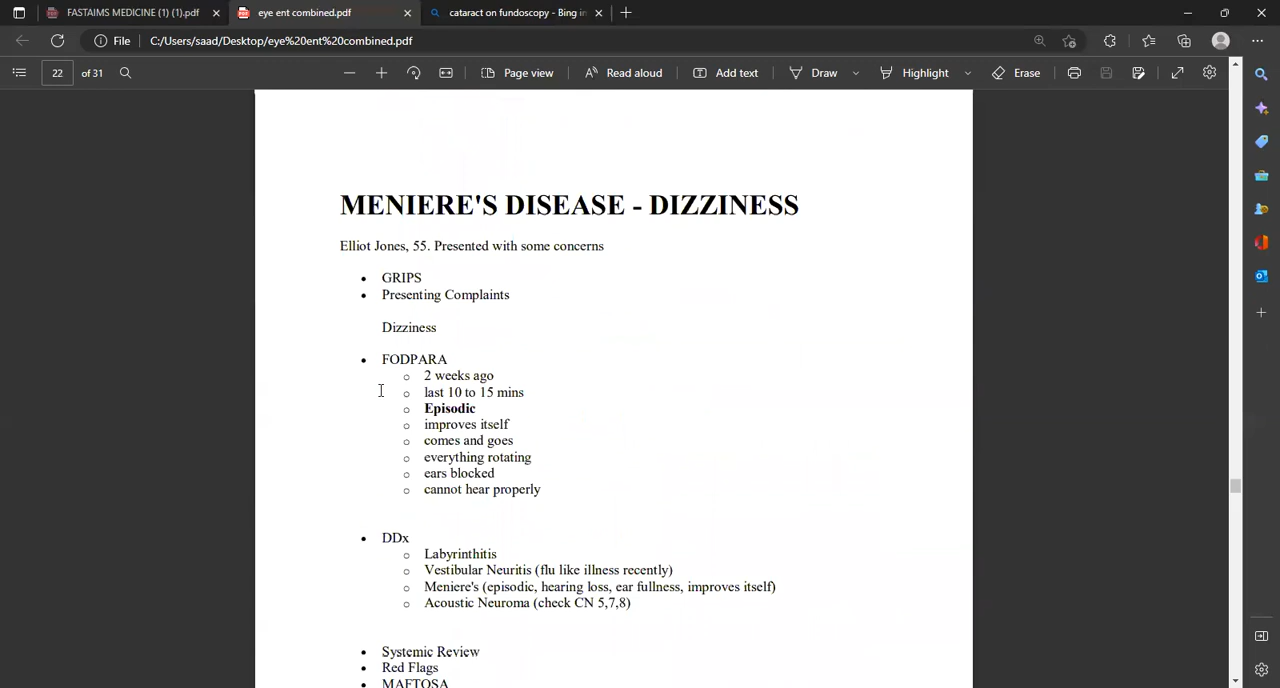 FASTAIMS MEDICINE (1) (1).pdf
eye ent combined.pdf
cataract on fundoscopy - Bing in
File
C:/Users/saad/Desktop/eye%20ent%20combined.pdf
22 of 31
Page view
Read aloud
Add text
Draw
Highlight
Erase
MENIERE'S DISEASE - DIZZINESS
Elliot Jones, 55. Presented with some concerns
• GRIPS
• Presenting Complaints
Dizziness
• FODPARA
o 2 weeks ago
o last 10 to 15 mins
o Episodic
o improves itself
o comes and goes
o everything rotating
o ears blocked
o cannot hear properly
• DDx
o Labyrinthitis
o Vestibular Neuritis (flu like illness recently)
o Meniere's (episodic, hearing loss, ear fullness, improves itself)
o Acoustic Neuroma (check CN 5,7,8)
• Systemic Review
• Red Flags
• MAFTOSA